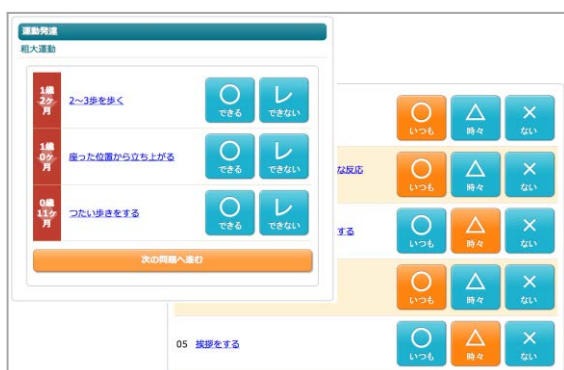 運動発達
粗大運動
1歳
2ヶ
月
2〜3歩を歩く
できる
できない
1歳
0ヶ
月
座った位置から立ち上がる
できる
できない
0歳
11ヶ
月
つたい歩きをする
できる
できない
次の問題へ進む
いつも
時々
ない
な反応
いつも
時々
ない
する
いつも
時々
ない
いつも
時々
ない
05 挨拶をする
いつも
時々
ない